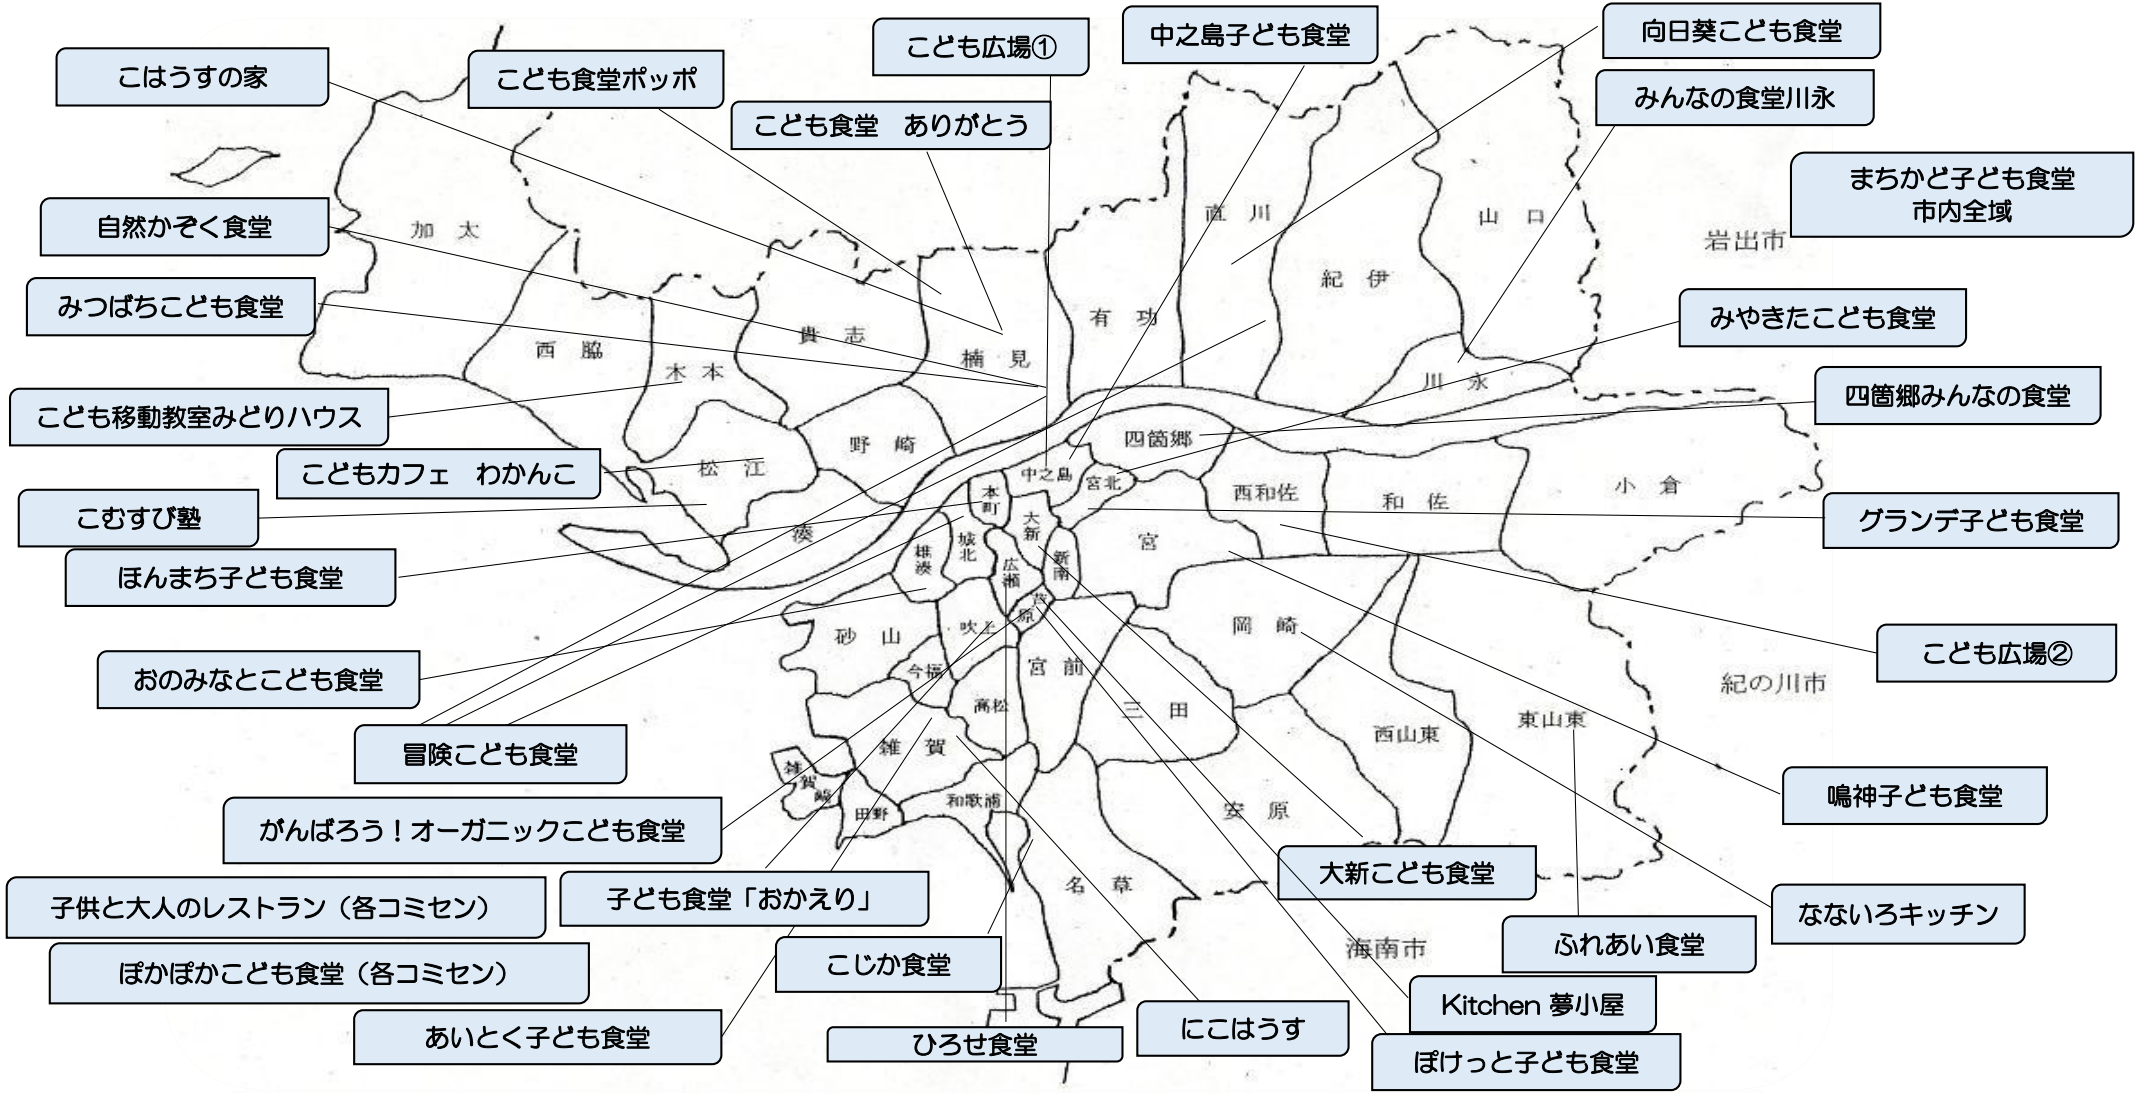 こども広場①
中之島子ども食堂
向日葵こども食堂
こはうすの家
こども食堂ポッポ
みんなの食堂川永
こども食堂　ありがとう
まちかど子ども食堂
市内全域
自然かぞく食堂
加 太
直 川
山 口
岩出市
みつばちこども食堂
紀 伊
みやきたこども食堂
有 功
貴 志
西 脇
楠 見
木 本
川 永
四箇郷みんなの食堂
こども移動教室みどりハウス
野 崎
四箇郷
こどもカフェ　わかんこ
松 江
中之島
宮北
西和佐
和 佐
小 倉
本町
こむすび塾
大新
グランデ子ども食堂
湊
城北
雄湊
宮
新南
広瀬
ほんまち子ども食堂
芦原
砂 山
吹上
岡 崎
こども広場②
今福
宮 前
おのみなとこども食堂
紀の川市
高松
三 田
東山東
西山東
冒険こども食堂
雑 賀
雑賀崎
鳴神子ども食堂
和歌浦
田野
安 原
がんばろう！オーガニックこども食堂
大新こども食堂
名 草
子ども食堂「おかえり」
子供と大人のレストラン（各コミセン）
なないろキッチン
ふれあい食堂
海南市
こじか食堂
ぽかぽかこども食堂（各コミセン）
Kitchen 夢小屋
あいとく子ども食堂
にこはうす
ひろせ食堂
ぽけっと子ども食堂